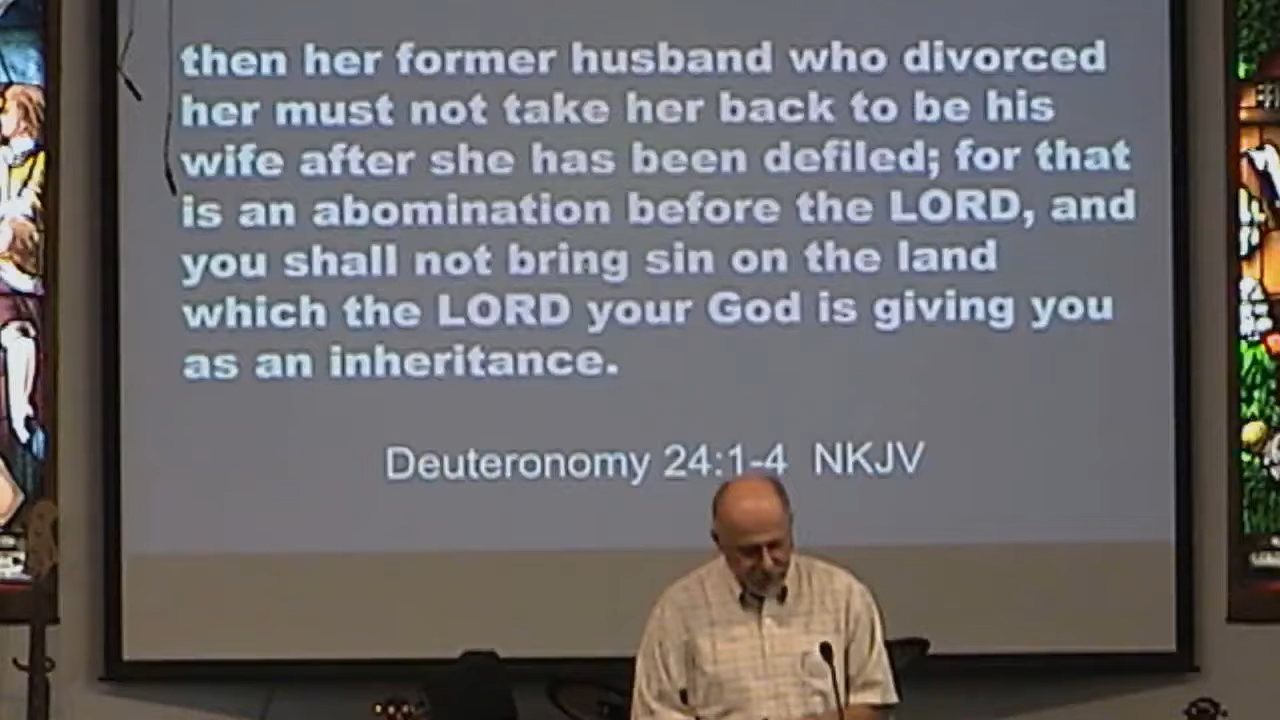 then her former husband who divorced
her must not take her back to be his
wife after she has been defiled; for that
is an abomination before the LORD, and
you shall not bring sin on the land
which the LORD your God is giving you
as an inheritance.
Deuteronomy 24:1-4 NKJV